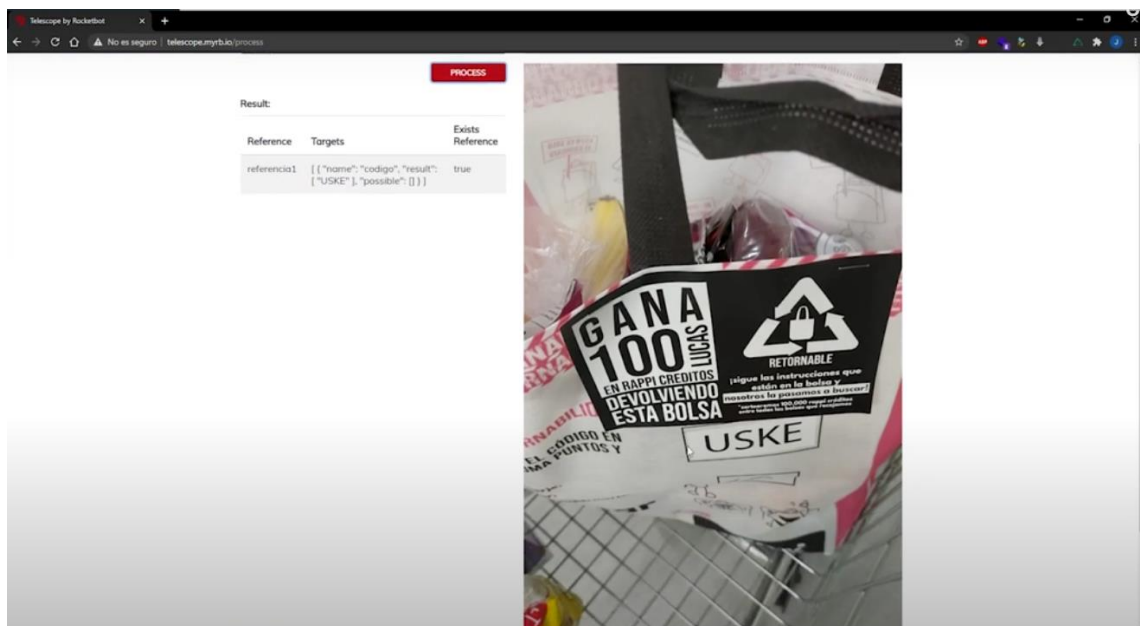 Telescope by Rocketbot
No es seguro telescope.myrb.io/process
PROCESS
Result:
Reference Targets Exists Reference
referencia1 [ { "name": "codigo", "result": [ "USKE" ], "possible": [] } ] true
GANA
100
LUCAS
EN RAPPI CREDITOS
DEVOLVIENDO
ESTA BOLSA
RETORNABLE
¡sigue las instrucciones que
están en la bolsa y
nosotros la pasamos a buscar!
USKE
EL CÓDIGO EN
PUNTOS Y